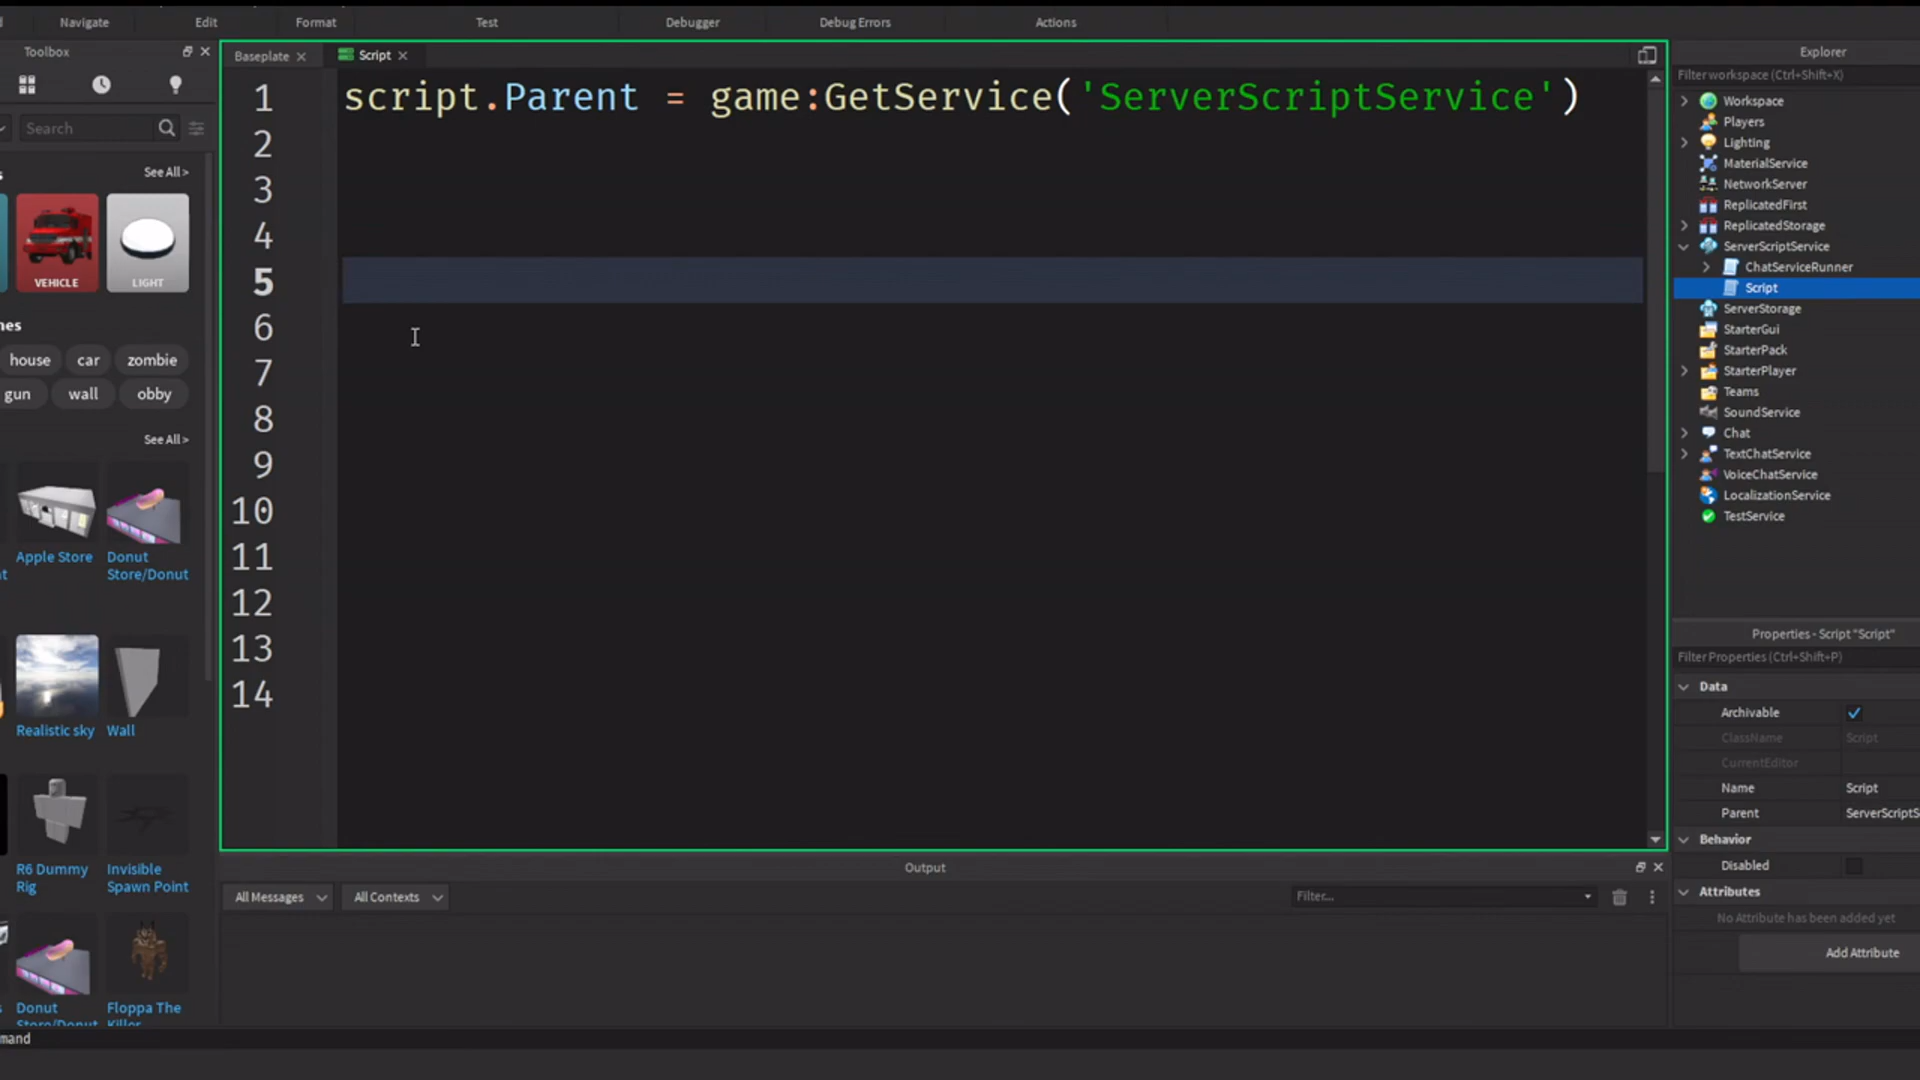 Navigate
Edit
Format
Test
Debugger
Debug Errors
Actions
Toolbox
Search
See All >
VEHICLE
LIGHT
house
car
zombie
gun
wall
obby
See All >
Apple Store
Donut
Store/Donut
Realistic sky
Wall
R6 Dummy
Rig
Invisible
Spawn Point
Donut
Store/Donut
Floppa The
Killer
mand
Baseplate
Script
1 script.Parent = game:GetService('ServerScriptService')
2
3
4
5
6
7
8
9
10
11
12
13
14
Output
All Messages
All Contexts
Filter...
Explorer
Filter workspace (Ctrl+Shift+X)
Workspace
Players
Lighting
MaterialService
NetworkServer
ReplicatedFirst
ReplicatedStorage
ServerScriptService
ChatServiceRunner
Script
ServerStorage
StarterGui
StarterPack
StarterPlayer
Teams
SoundService
Chat
TextChatService
VoiceChatService
LocalizationService
TestService
Properties - Script "Script"
Filter Properties (Ctrl+Shift+P)
Data
Archivable
ClassName Script
CurrentEditor
Name Script
Parent ServerScriptS
Behavior
Disabled
Attributes
No Attribute has been added yet
Add Attribute